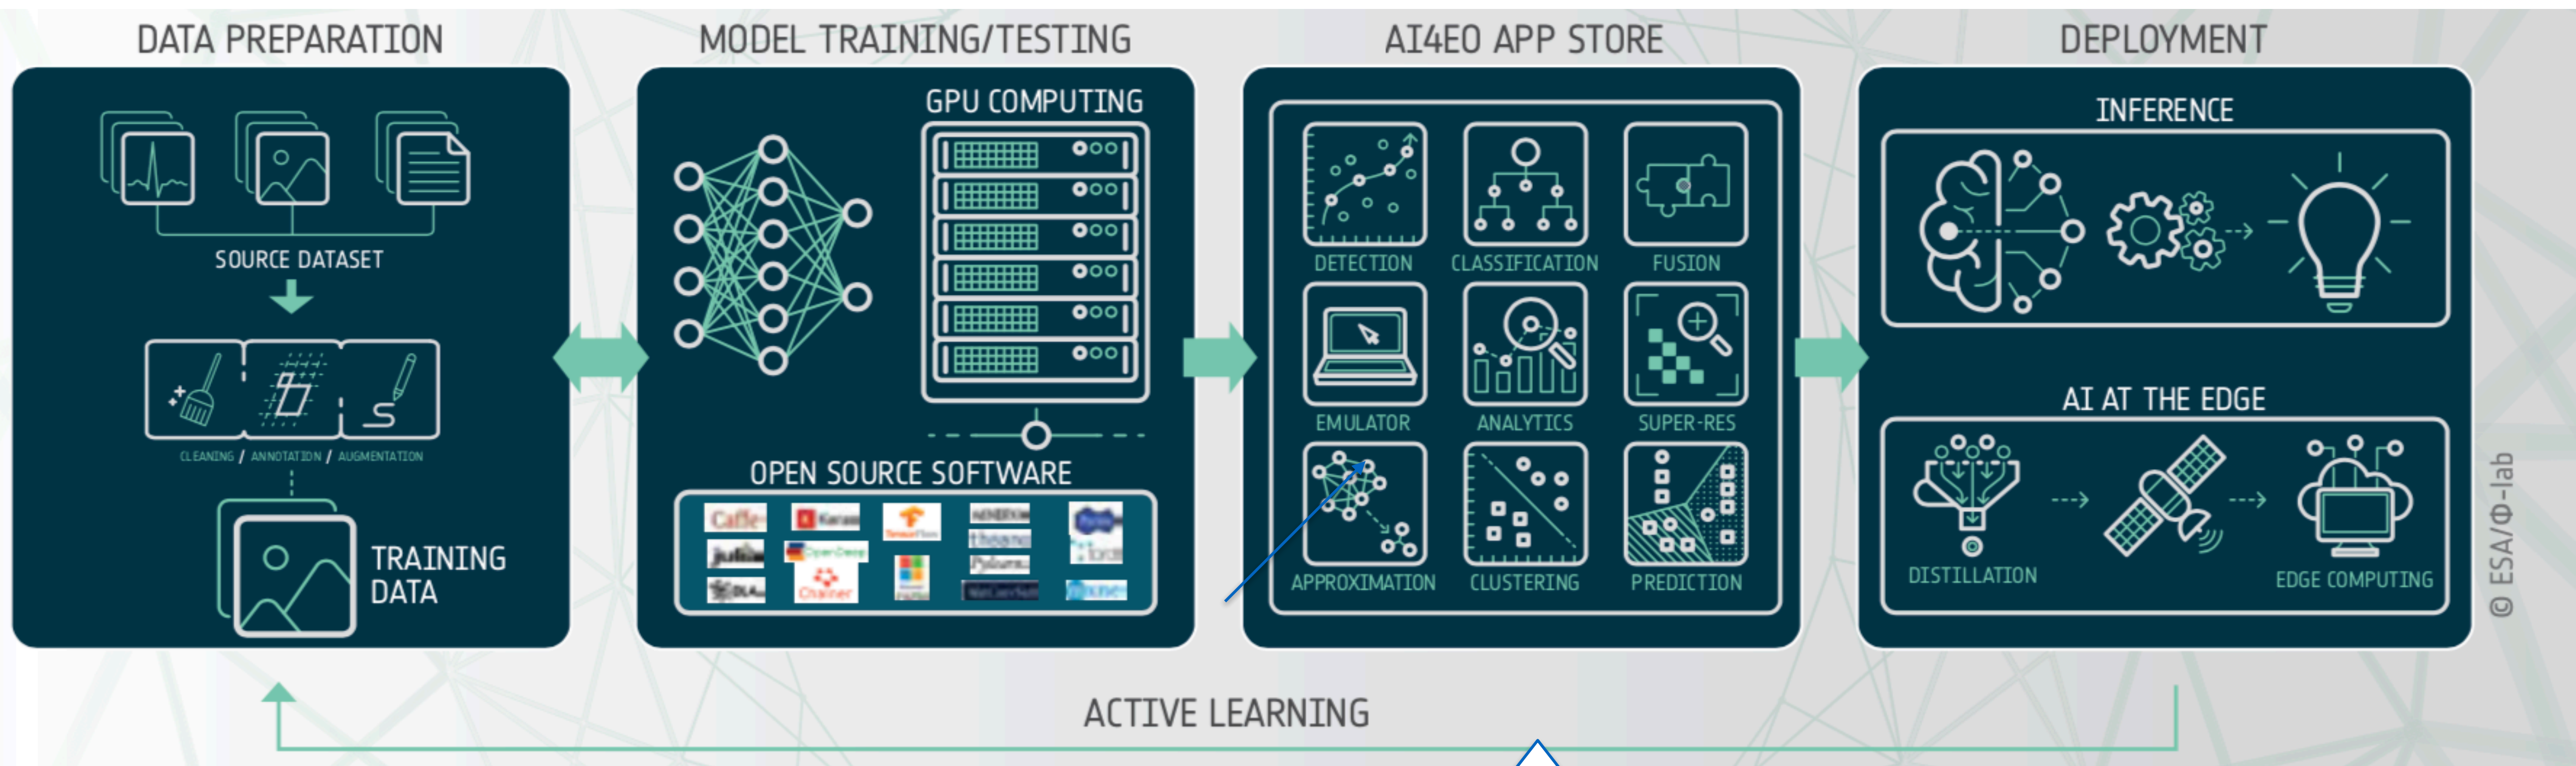 DATA PREPARATION
SOURCE DATASET
CLEANING / ANNOTATION / AUGMENTATION
TRAINING
DATA
MODEL TRAINING/TESTING
GPU COMPUTING
OPEN SOURCE SOFTWARE
Caffe
Keras
TensorFlow
theano
julia
OpenDeep
Chainer
AI4EO APP STORE
DETECTION
CLASSIFICATION
FUSION
EMULATOR
ANALYTICS
SUPER-RES
APPROXIMATION
CLUSTERING
PREDICTION
DEPLOYMENT
INFERENCE
AI AT THE EDGE
DISTILLATION
EDGE COMPUTING
© ESA/Φ-lab
ACTIVE LEARNING